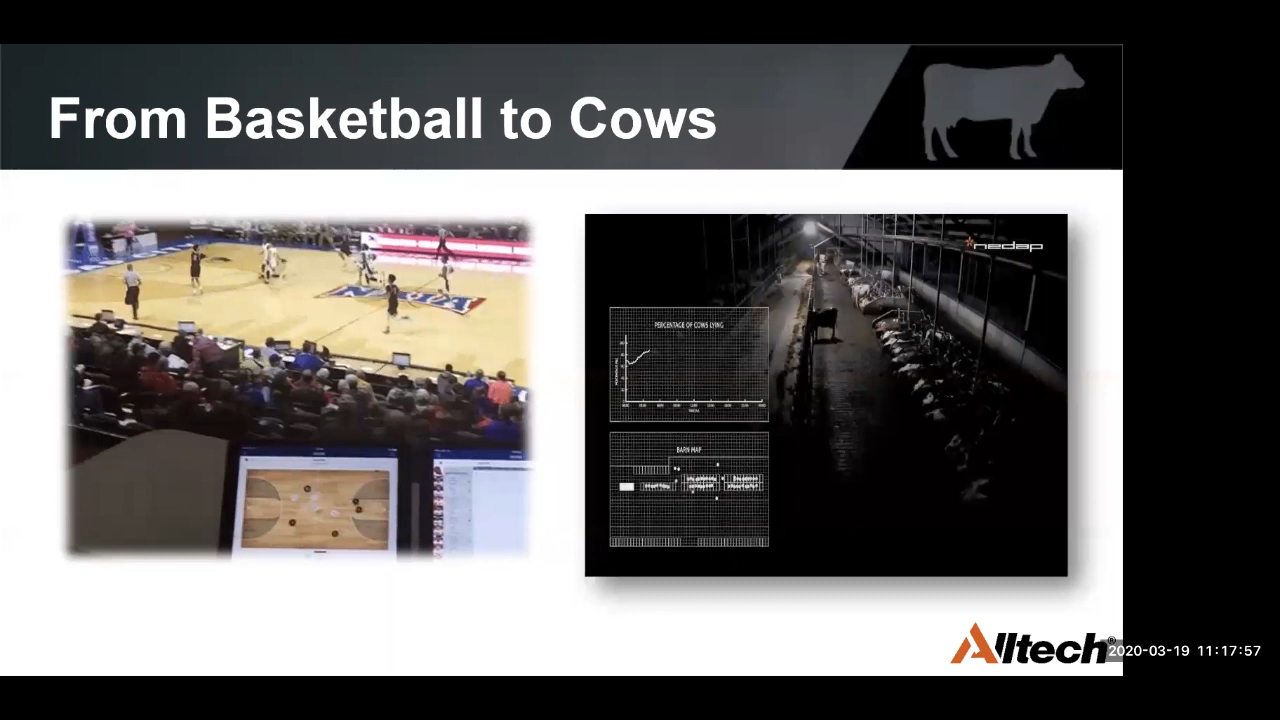 From Basketball to Cows
nedap
PERCENTAGE OF COWS LYING
BARN MAP
Alltech®
2020-03-19 11:17:57